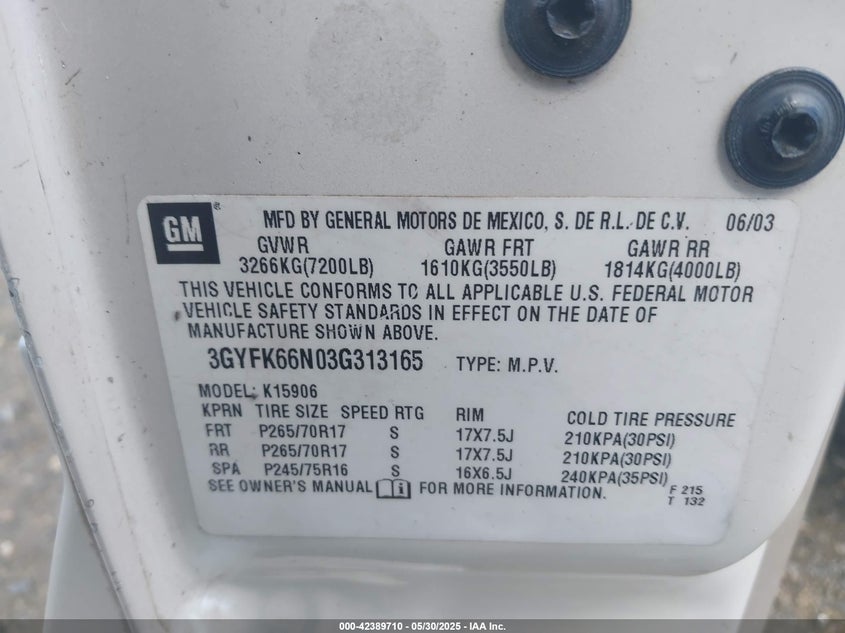 GM
MFD BY GENERAL MOTORS DE MEXICO, S. DE R.L. DE C.V. 06/03
GVWR GAWR FRT GAWR RR
3266KG(7200LB) 1610KG(3550LB) 1814KG(4000LB)
THIS VEHICLE CONFORMS TO ALL APPLICABLE U.S. FEDERAL MOTOR
VEHICLE SAFETY STANDARDS IN EFFECT ON THE DATE OF
MANUFACTURE SHOWN ABOVE.
3GYFK66N03G313165 TYPE: M.P.V.
MODEL: K15906
KPRN TIRE SIZE SPEED RTG RIM COLD TIRE PRESSURE
FRT P265/70R17 S 17X7.5J 210KPA(30PSI)
RR P265/70R17 S 17X7.5J 210KPA(30PSI)
SPA P245/75R16 S 16X6.5J 240KPA(35PSI)
SEE OWNER'S MANUAL FOR MORE INFORMATION. F 215
T 132
000-42389710 — 05/30/2025 - IAA Inc.